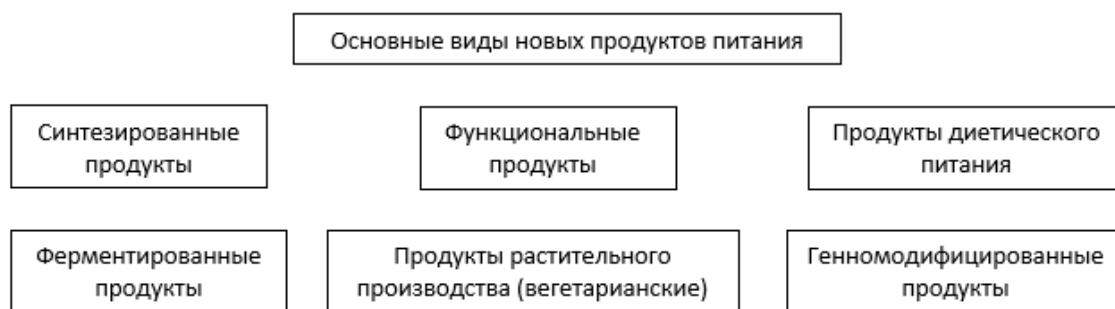 Основные виды новых продуктов питания
Синтезированные
продукты
Функциональные
продукты
Продукты диетического
питания
Ферментированные
продукты
Продукты растительного
производства (вегетарианские)
Генномодифицированные
продукты